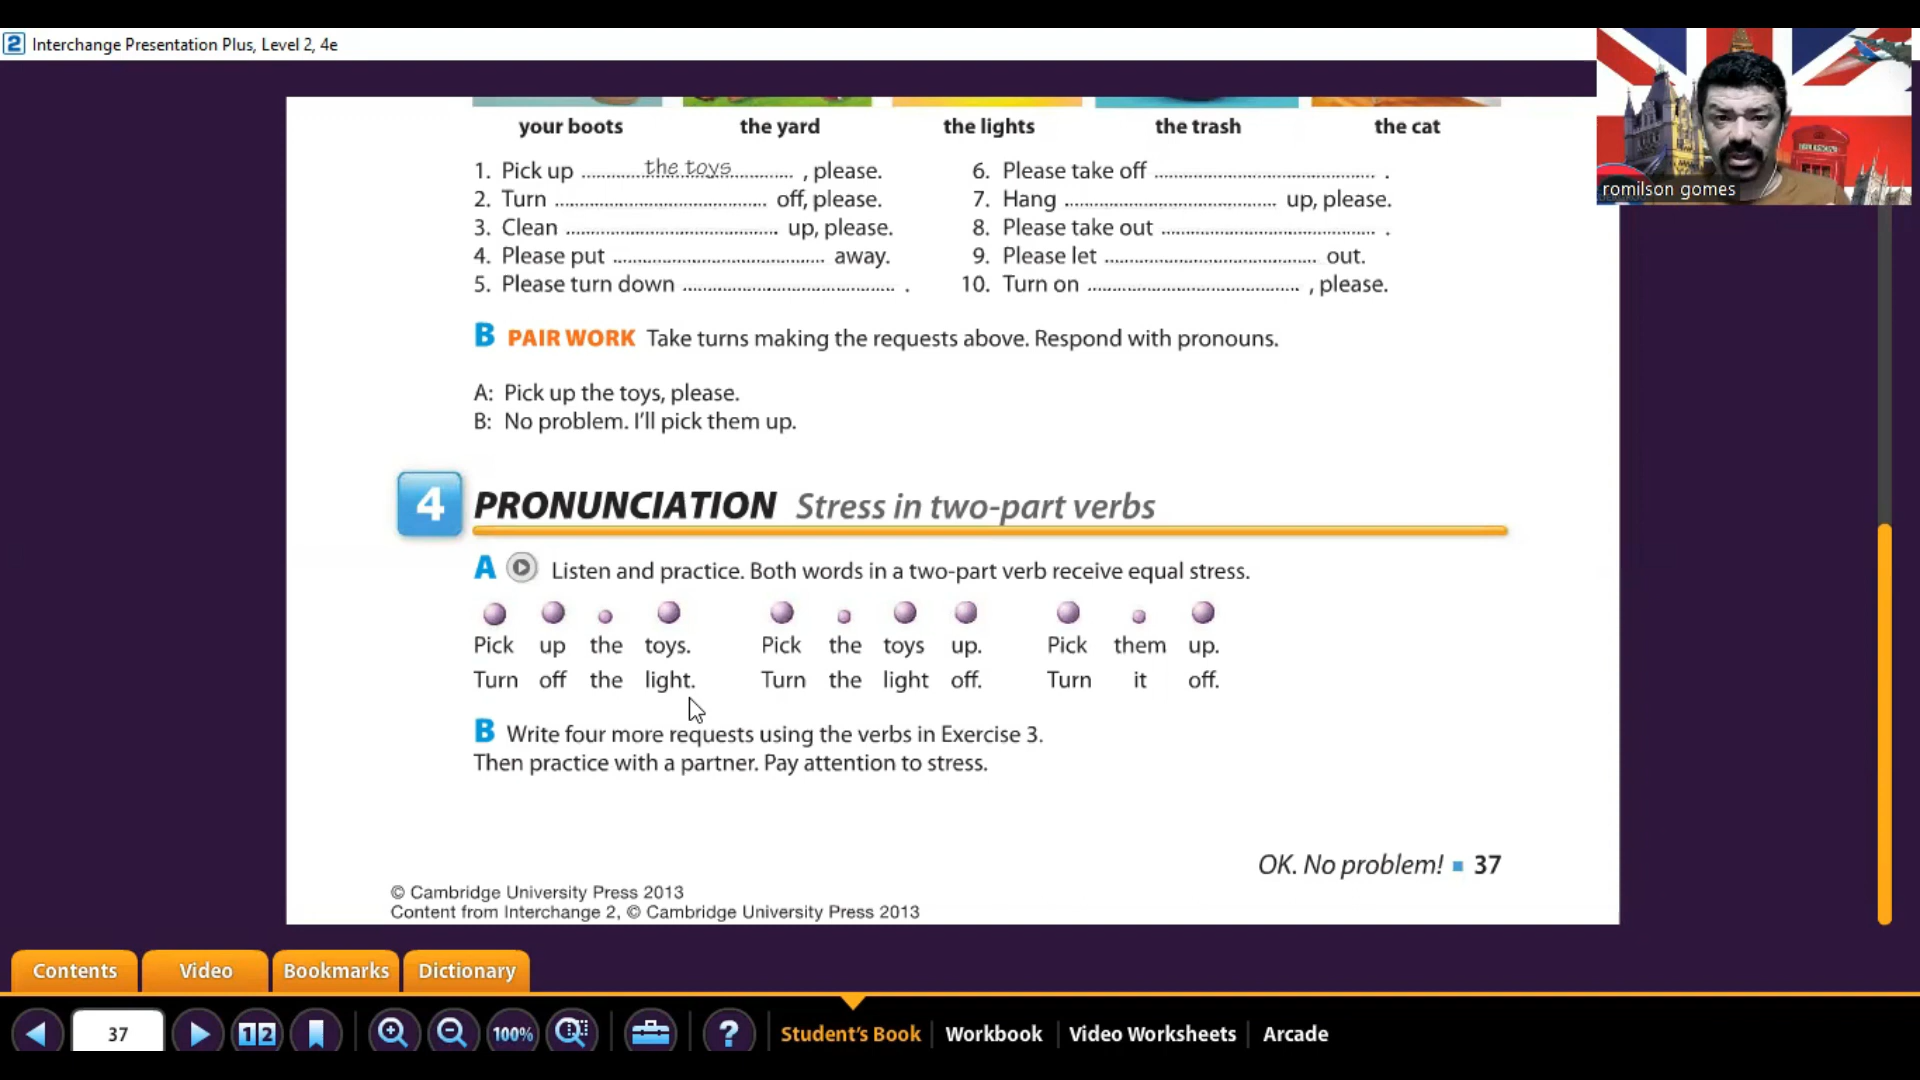 2 Interchange Presentation Plus, Level 2, 4e
romilson gomes
your boots the yard the lights the trash the cat
1. Pick up ............ the toys ............ , please.
2. Turn ........................ off, please.
3. Clean ........................ up, please.
4. Please put ........................ away.
5. Please turn down ........................ .
6. Please take off ........................ .
7. Hang ........................ up, please.
8. Please take out ........................ .
9. Please let ........................ out.
10. Turn on ........................ , please.
B PAIR WORK Take turns making the requests above. Respond with pronouns.
A: Pick up the toys, please.
B: No problem. I'll pick them up.
4 PRONUNCIATION Stress in two-part verbs
A Listen and practice. Both words in a two-part verb receive equal stress.
Pick up the toys. Pick the toys up. Pick them up.
Turn off the light. Turn the light off. Turn it off.
B Write four more requests using the verbs in Exercise 3.
Then practice with a partner. Pay attention to stress.
OK. No problem! 37
© Cambridge University Press 2013
Content from Interchange 2, © Cambridge University Press 2013
Contents Video Bookmarks Dictionary
37 12 100% ? Student's Book Workbook Video Worksheets Arcade